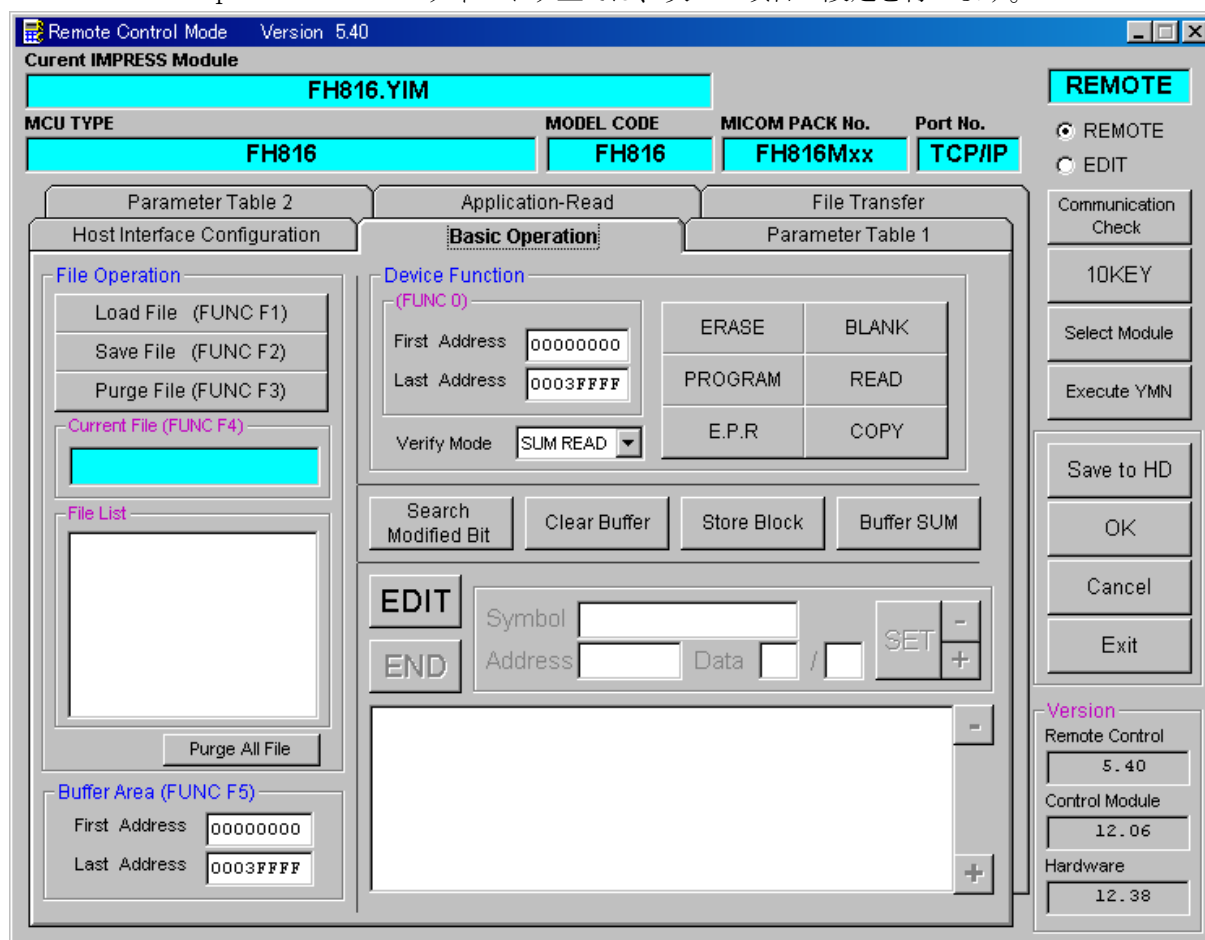 Remote Control Mode Version 5.40
Curent IMPRESS Module
FH816.YIM
REMOTE
MCU TYPE
MODEL CODE
MICOM PACK No.
Port No.
FH816
FH816
FH816Mxx
TCP/IP
REMOTE
EDIT
Parameter Table 2
Application-Read
File Transfer
Host Interface Configuration
Basic Operation
Parameter Table 1
File Operation
Load File (FUNC F1)
Save File (FUNC F2)
Purge File (FUNC F3)
Current File (FUNC F4)
File List
Purge All File
Buffer Area (FUNC F5)
First Address 00000000
Last Address 0003FFFF
Device Function
(FUNC 0)
First Address 00000000
Last Address 0003FFFF
Verify Mode SUM READ
ERASE
BLANK
PROGRAM
READ
E.P.R
COPY
Search
Modified Bit
Clear Buffer
Store Block
Buffer SUM
EDIT
END
Symbol
Address
Data /
SET
-
+
-
+
Communication
Check
10KEY
Select Module
Execute YMN
Save to HD
OK
Cancel
Exit
Version
Remote Control
5.40
Control Module
12.06
Hardware
12.38